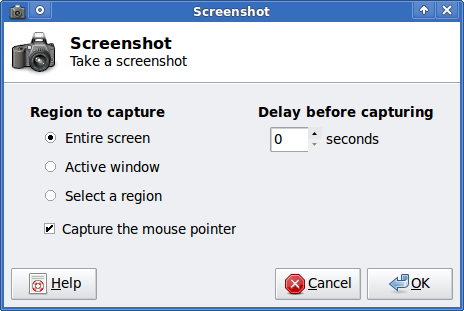 Screenshot
Screenshot
Take a screenshot
Region to capture
Entire screen
Active window
Select a region
Capture the mouse pointer
Delay before capturing
0 seconds
Help
Cancel
OK